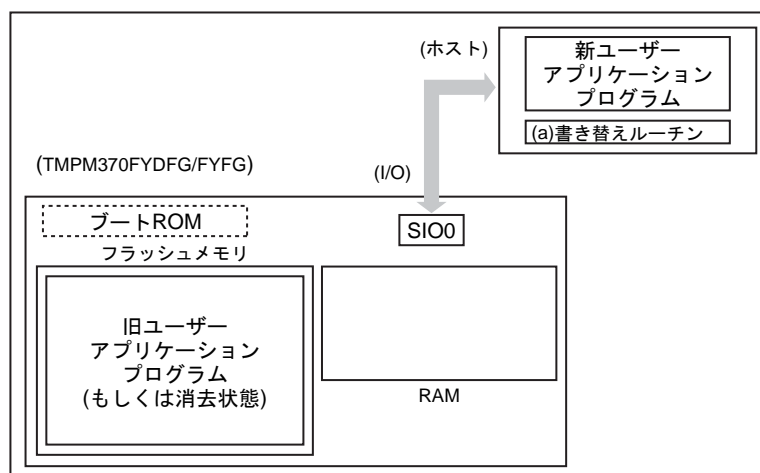 (ホスト)
新ユーザー
アプリケーション
プログラム
(a)書き替えルーチン
(TMPM370FYDFG/FYFG)
(I/O)
ブートROM
SIO0
フラッシュメモリ
旧ユーザー
アプリケーション
プログラム
(もしくは消去状態)
RAM